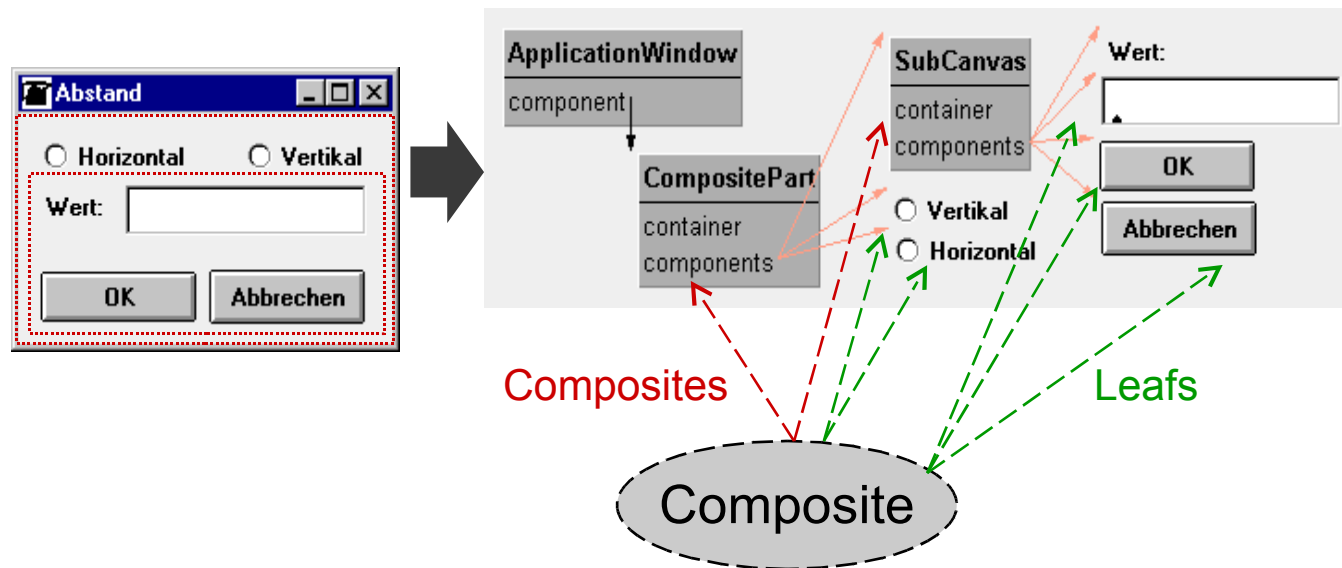 Abstand
Horizontal
Vertikal
Wert:
OK
Abbrechen
ApplicationWindow
component
CompositePart
container
components
SubCanvas
container
components
Vertikal
Horizontal
Wert:
OK
Abbrechen
Composites
Leafs
Composite